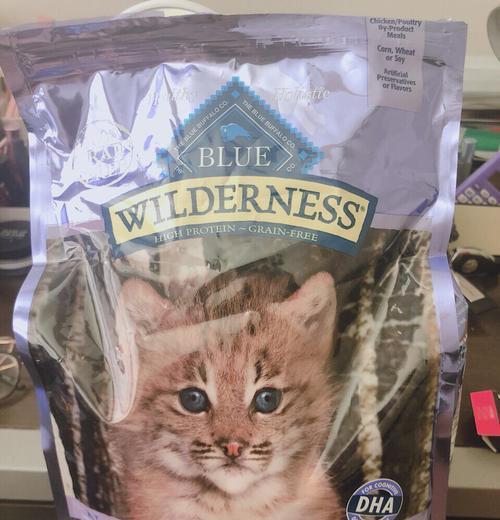 Chicken/Poultry
By-Product
Meals
Corn, Wheat
or Soy
Artificial
Preservatives
or Flavors
Holistic
THE BLUE BUFFALO CO.
THE BLUE BUFFALO CO.
BLUE
WILDERNESS®
HIGH PROTEIN ~ GRAIN-FREE
FOR COGNITIVE
DHA